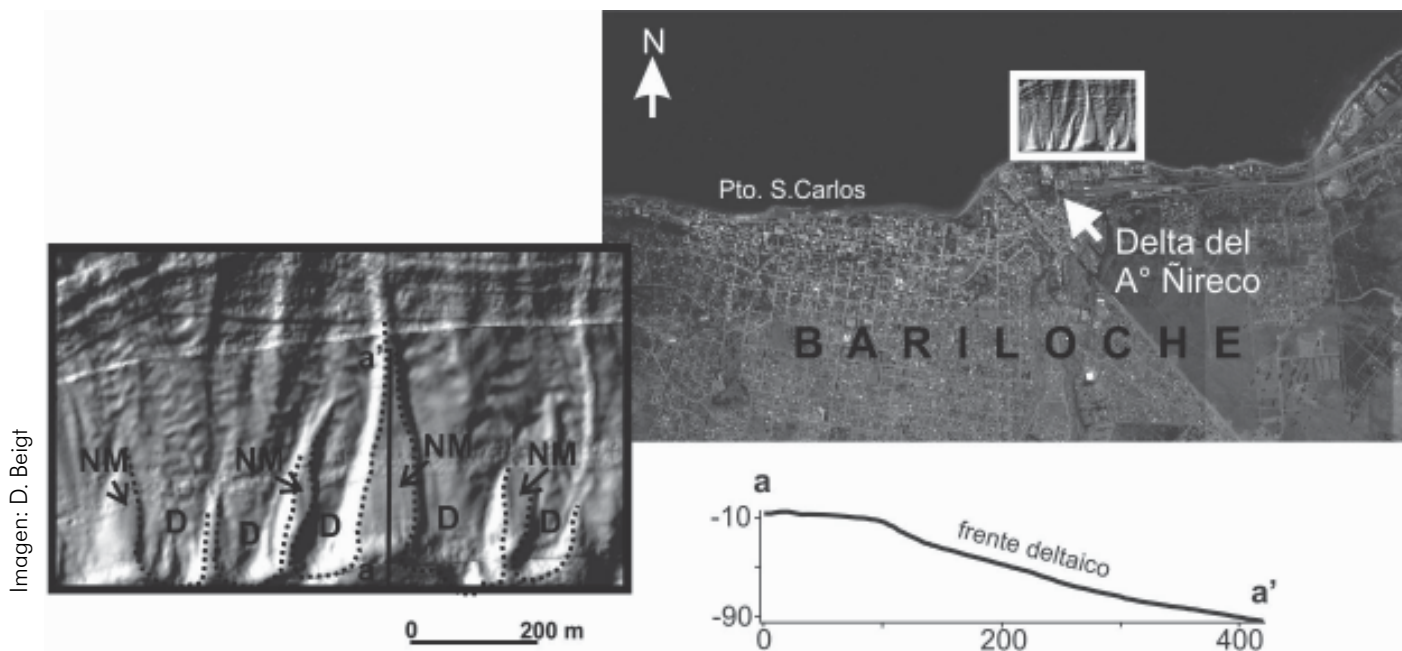 Imagen: D. Beigt
N
Pto. S.Carlos
Delta del
A° Ñireco
BARILOCHE
a'
NM
NM
NM
NM
D
D
D
D
D
a
0 200 m
a
-10
frente deltaico
a'
-90
0 200 400